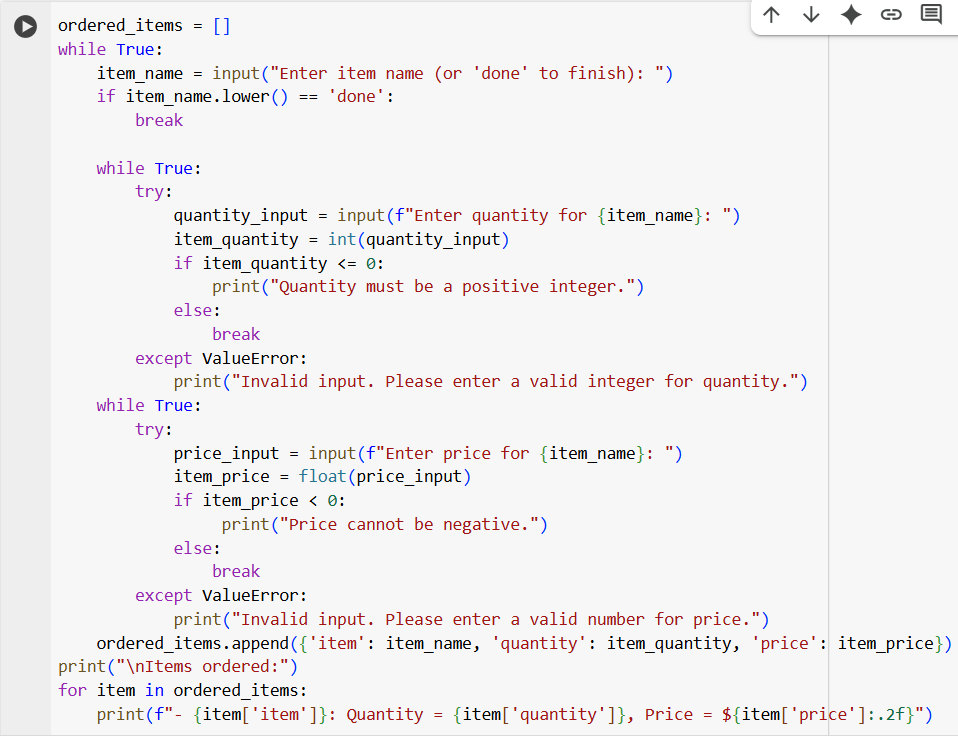 ordered_items = []
while True:
    item_name = input("Enter item name (or 'done' to finish): ")
    if item_name.lower() == 'done':
        break

    while True:
        try:
            quantity_input = input(f"Enter quantity for {item_name}: ")
            item_quantity = int(quantity_input)
            if item_quantity <= 0:
                print("Quantity must be a positive integer.")
            else:
                break
        except ValueError:
            print("Invalid input. Please enter a valid integer for quantity.")
    while True:
        try:
            price_input = input(f"Enter price for {item_name}: ")
            item_price = float(price_input)
            if item_price < 0:
                 print("Price cannot be negative.")
            else:
                break
        except ValueError:
            print("Invalid input. Please enter a valid number for price.")
    ordered_items.append({'item': item_name, 'quantity': item_quantity, 'price': item_price})
print("\nItems ordered:")
for item in ordered_items:
    print(f"- {item['item']}: Quantity = {item['quantity']}, Price = ${item['price']:.2f}")